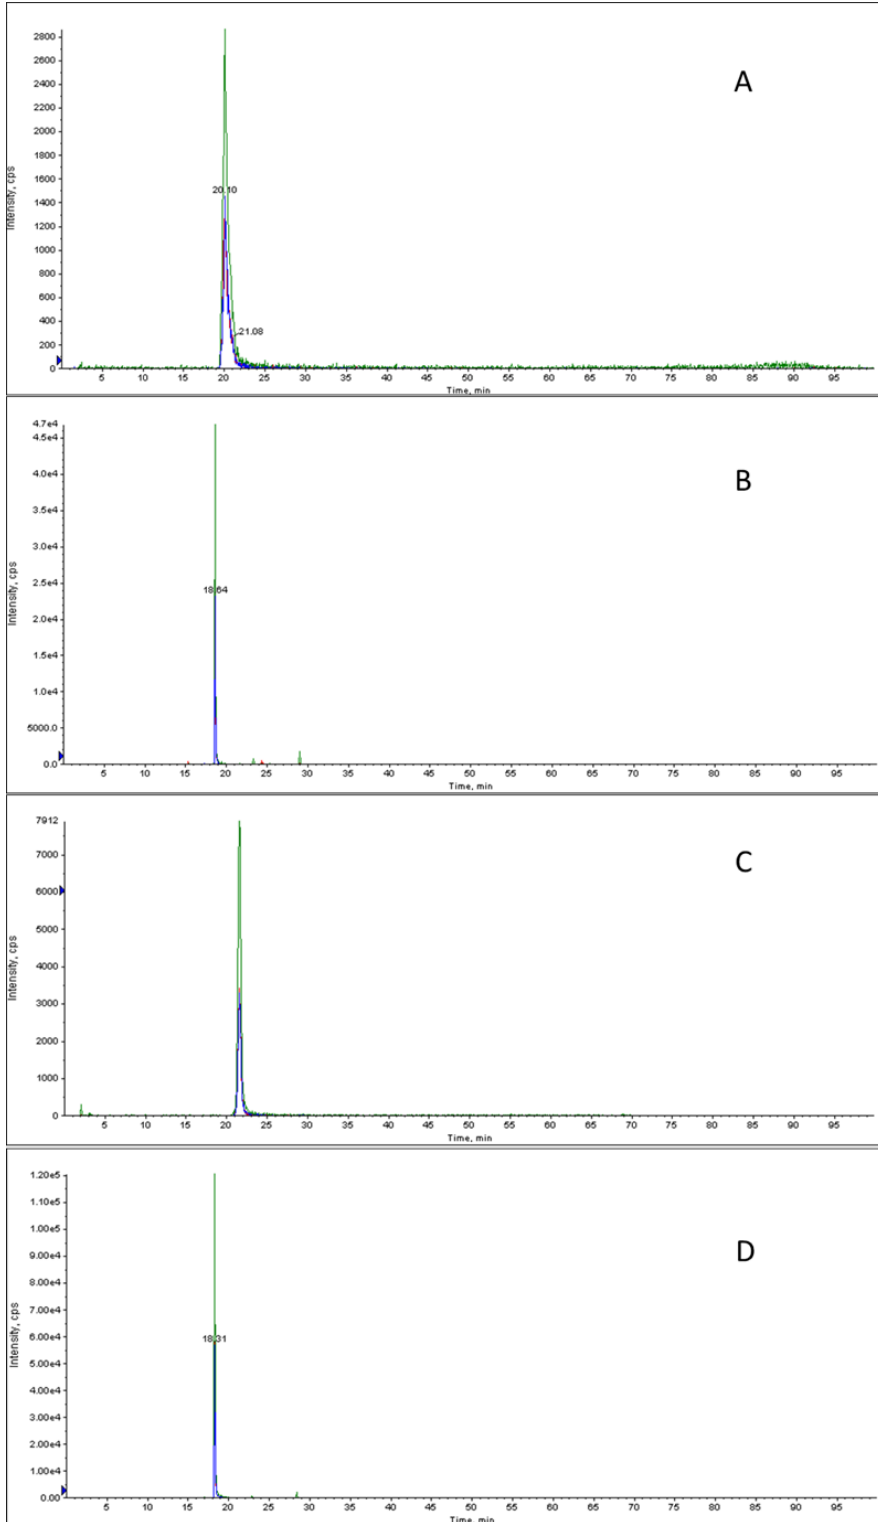 A
2800
2600
2400
2200
2000
1800
1600
1400
1200
1000
800
600
400
200
0
Intensity, cps
20.10
21.08
5 10 15 20 25 30 35 40 45 50 55 60 65 70 75 80 85 90 95
Time, min
B
4.7e4
4.5e4
4.0e4
3.5e4
3.0e4
2.5e4
2.0e4
1.5e4
1.0e4
5000.0
0.0
Intensity, cps
18.64
5 10 15 20 25 30 35 40 45 50 55 60 65 70 75 80 85 90 95
Time, min
C
7912
7000
6000
5000
4000
3000
2000
1000
0
Intensity, cps
5 10 15 20 25 30 35 40 45 50 55 60 65 70 75 80 85 90 95
Time, min
D
1.20e5
1.10e5
1.00e5
9.00e4
8.00e4
7.00e4
6.00e4
5.00e4
4.00e4
3.00e4
2.00e4
1.00e4
0.00
Intensity, cps
18.31
5 10 15 20 25 30 35 40 45 50 55 60 65 70 75 80 85 90 95
Time, min